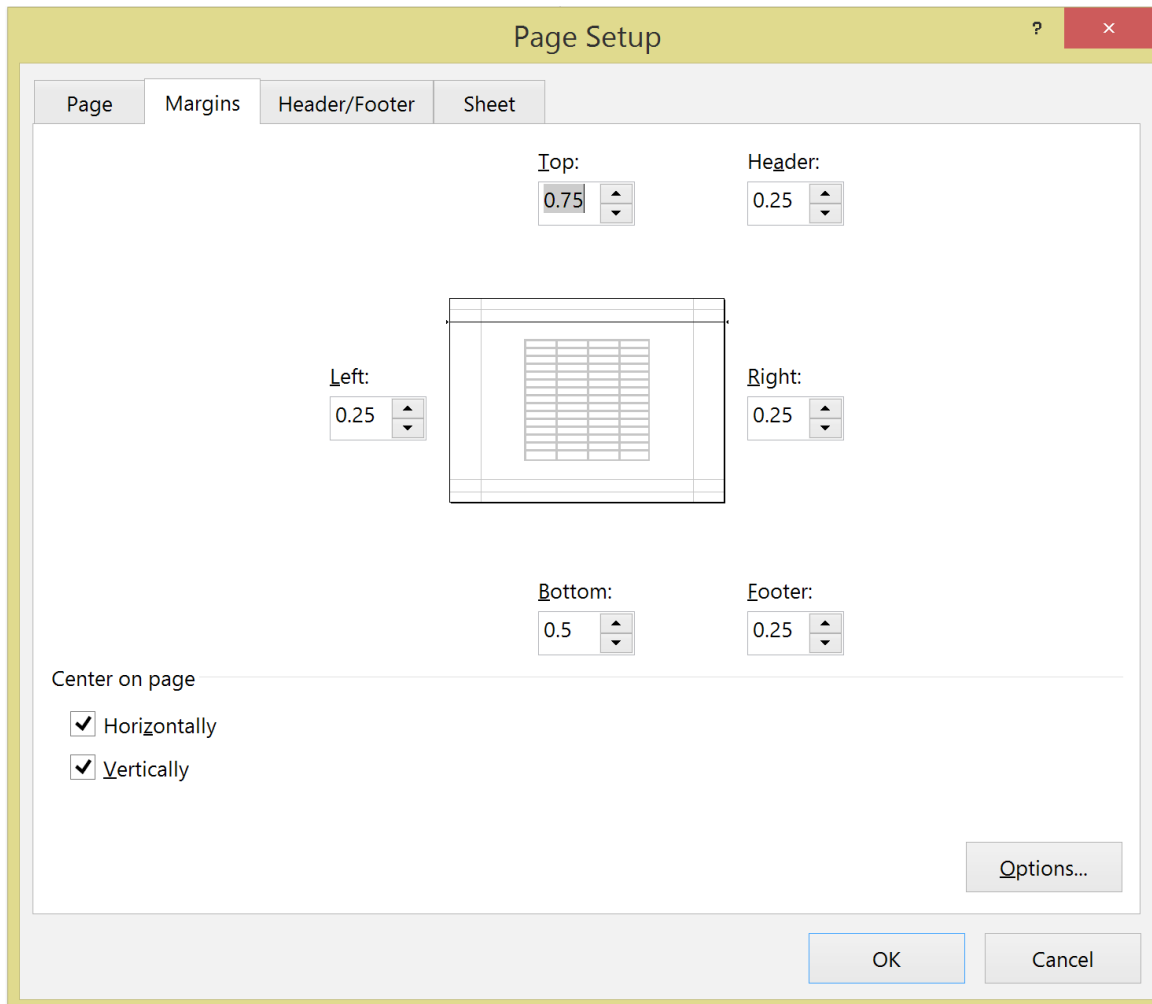 Page Setup ? ×
Page Margins Header/Footer Sheet
Top: Header:
0.75 0.25
Left: Right:
0.25 0.25
Bottom: Footer:
0.5 0.25
Center on page
Horizontally
Vertically
Options...
OK Cancel